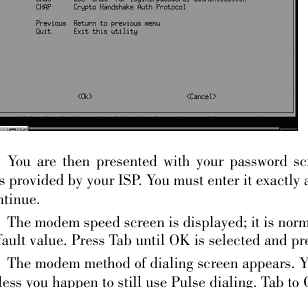 CHAP Crypto Handshake Auth Protocol
Previous Return to previous menu
Quit Exit this utility
<Ok> <Cancel>
You are then presented with your password sc
s provided by your ISP. You must enter it exactly a
ntinue.
The modem speed screen is displayed; it is norm
fault value. Press Tab until OK is selected and pre
The modem method of dialing screen appears. Y
less you happen to still use Pulse dialing. Tab to O